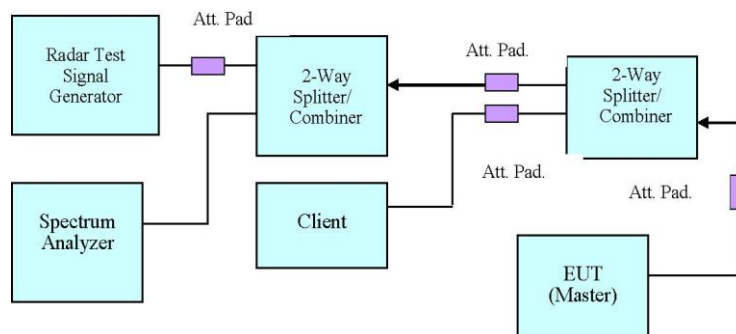 Att. Pad
Radar Test
Signal
Generator
2-Way
Splitter/
Combiner
Att. Pad.
2-Way
Splitter/
Combiner
Att. Pad.
Att. Pad.
Spectrum
Analyzer
Client
EUT
(Master)